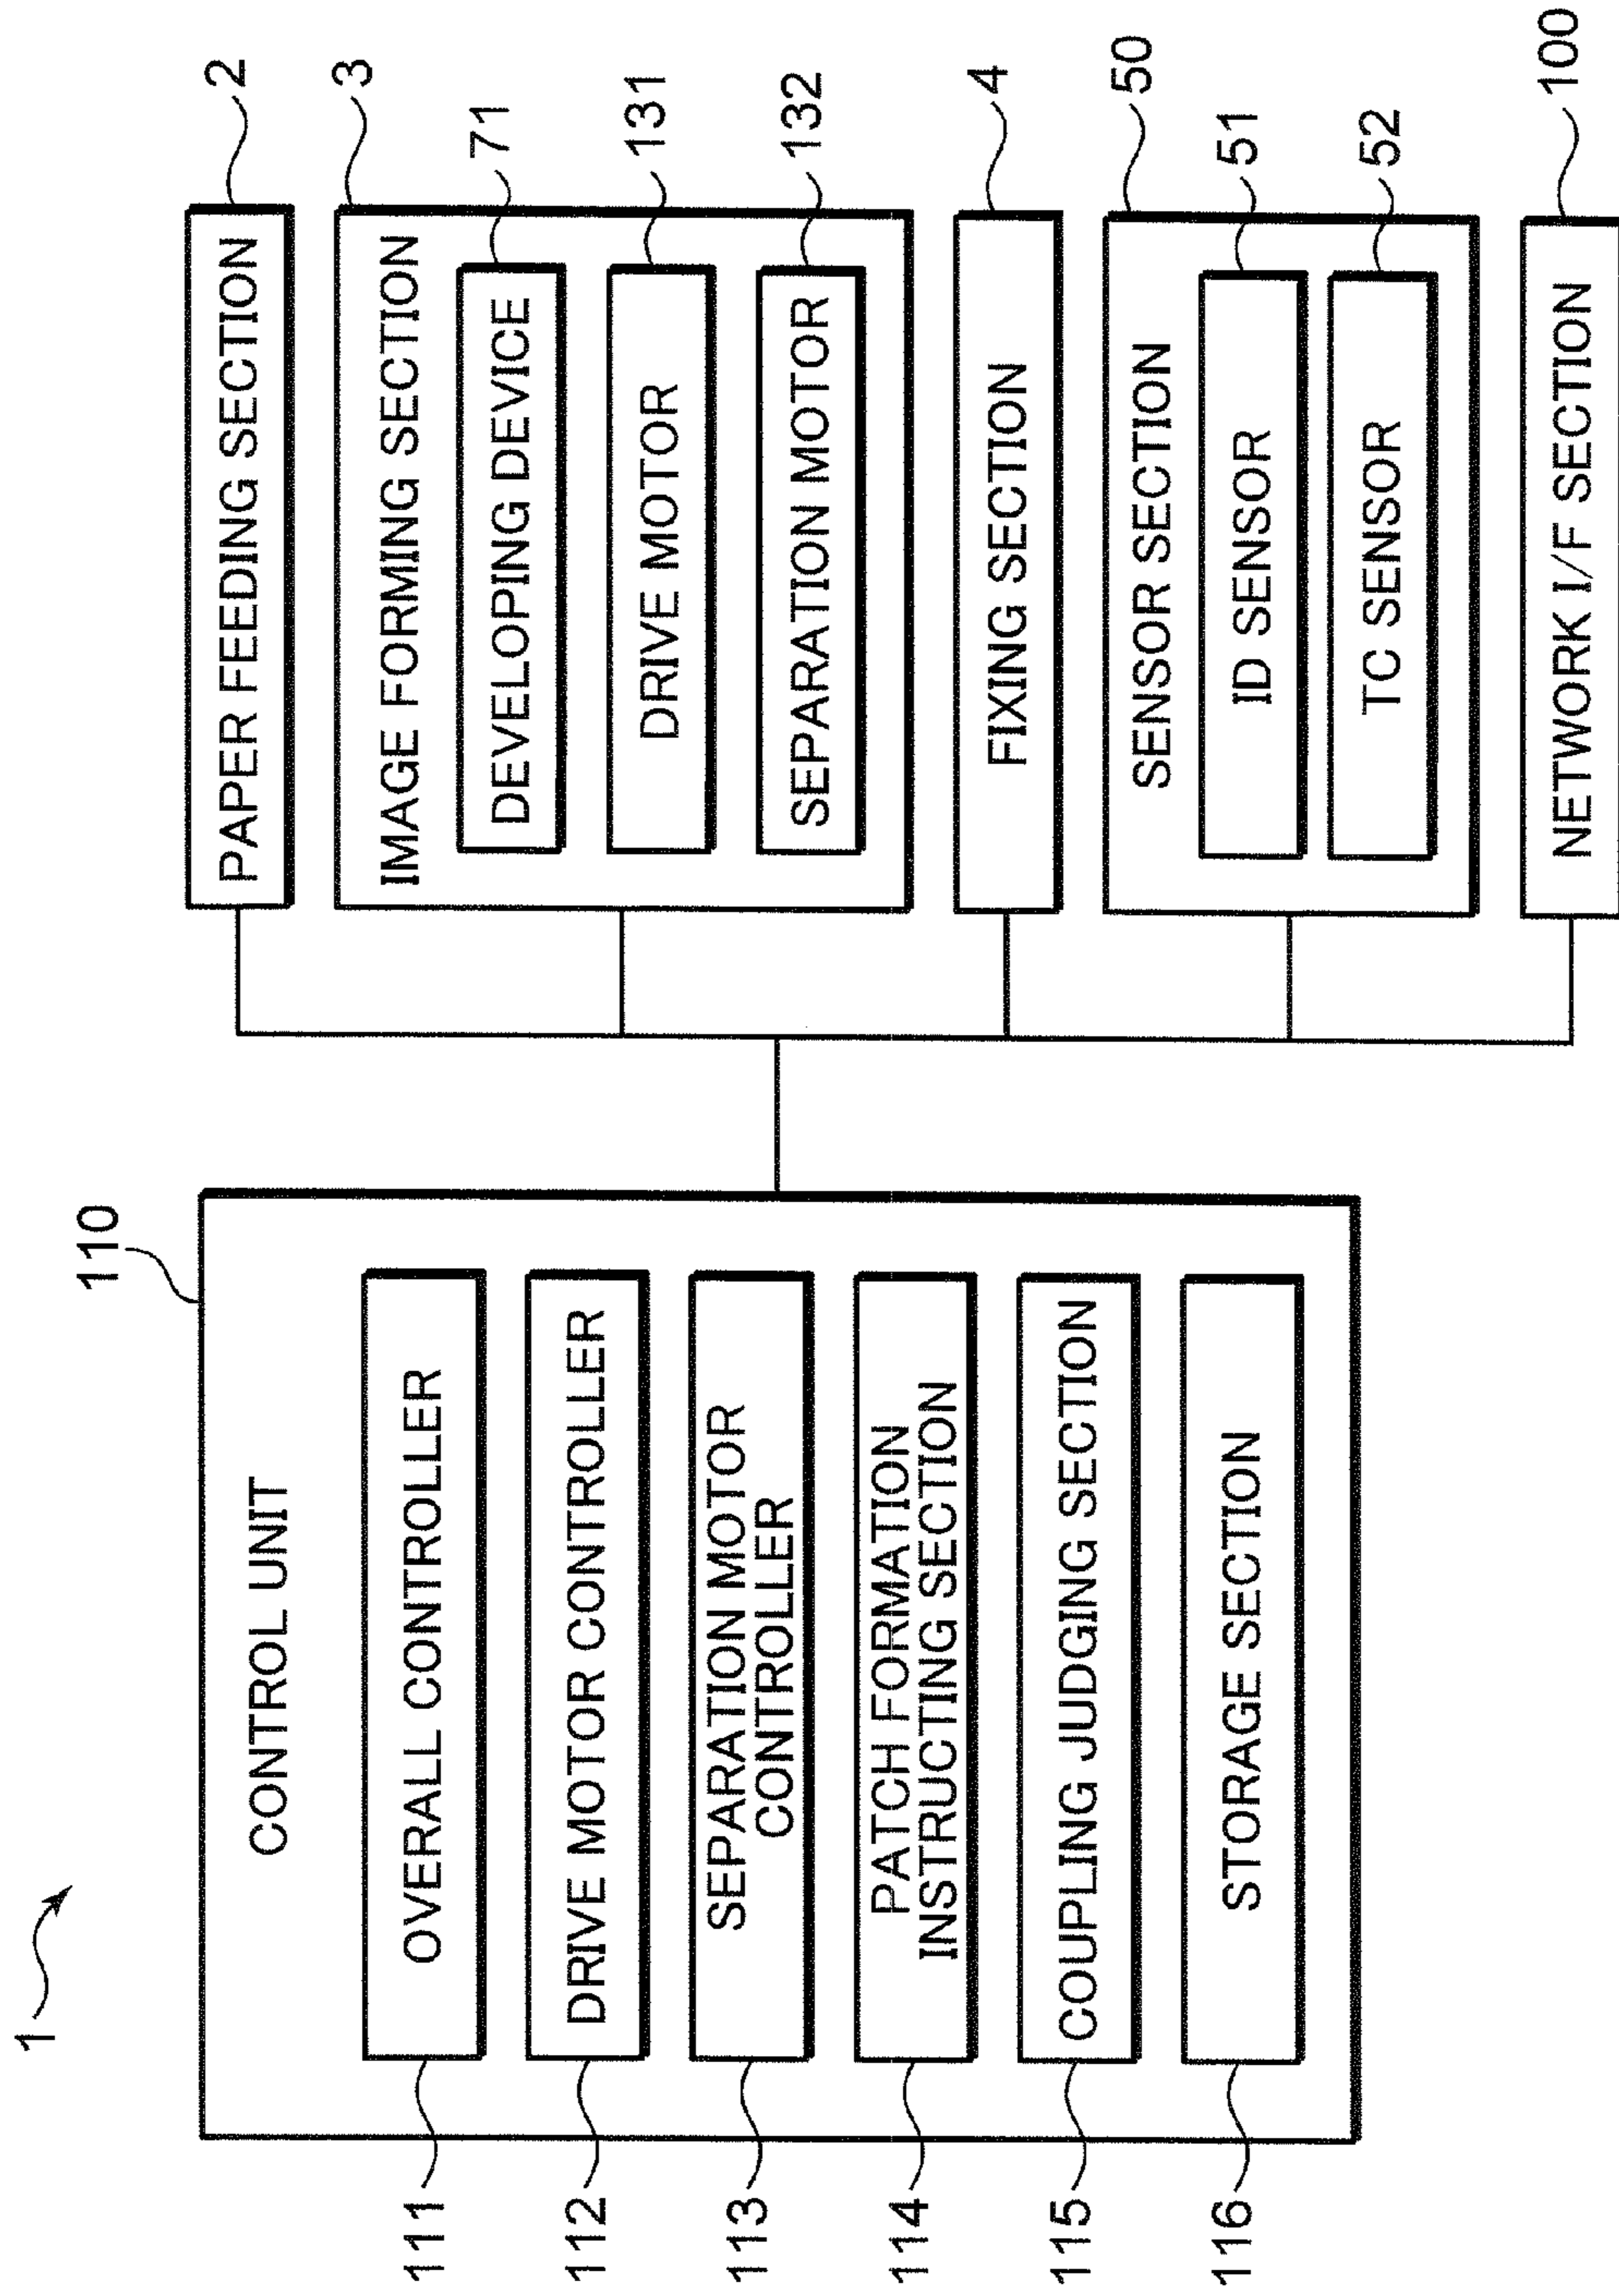 1
110
CONTROL UNIT
111
OVERALL CONTROLLER
112
DRIVE MOTOR CONTROLLER
113
SEPARATION MOTOR
CONTROLLER
114
PATCH FORMATION
INSTRUCTING SECTION
115
COUPLING JUDGING SECTION
116
STORAGE SECTION
PAPER FEEDING SECTION
2
IMAGE FORMING SECTION
3
DEVELOPING DEVICE
71
DRIVE MOTOR
131
SEPARATION MOTOR
132
FIXING SECTION
4
SENSOR SECTION
50
ID SENSOR
51
TC SENSOR
52
NETWORK I/F SECTION
100